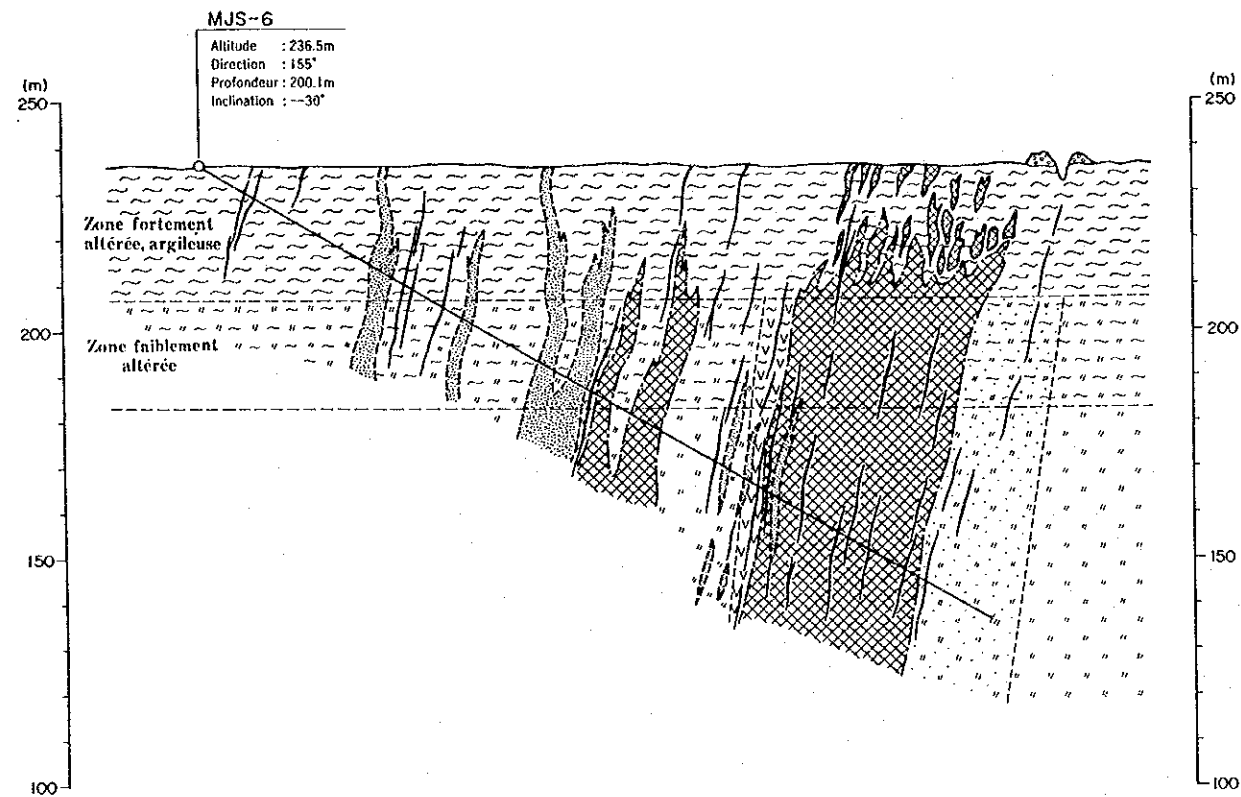 MJS-6
Altitude : 236.5m
Direction : 155°
Profondeur : 200.1m
Inclination : --30°
(m)
(m)
250
250
Zone fortement
altérée, argileuse
200
200
Zone faiblement
altérée
150
150
100
100